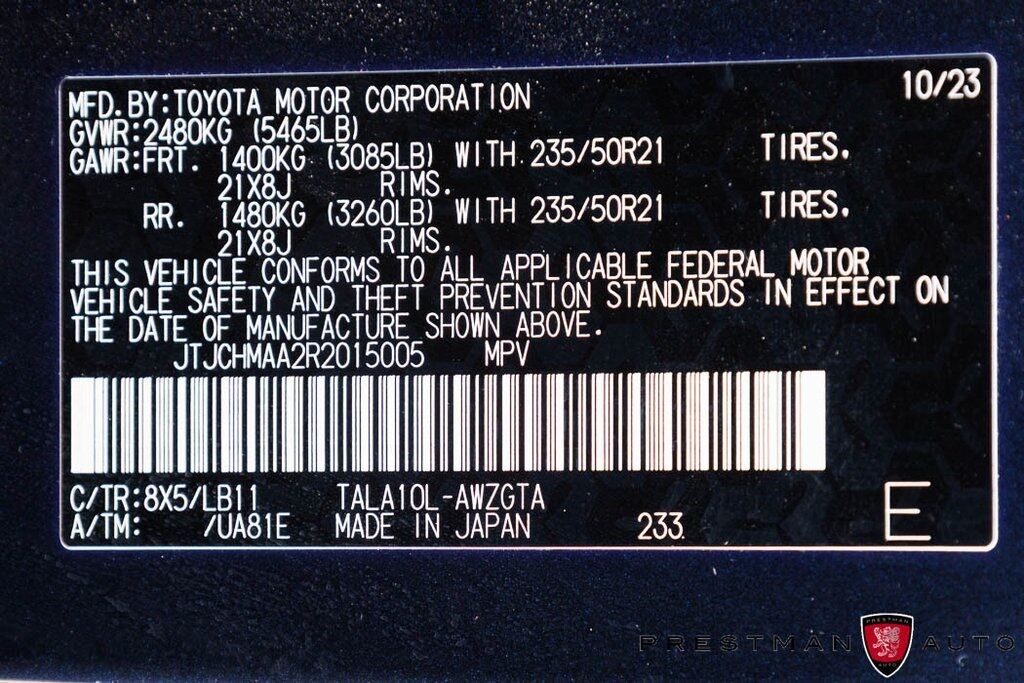 10/23
MFD.BY:TOYOTA MOTOR CORPORATION
GVWR:2480KG (5465LB)
GAWR:FRT. 1400KG (3085LB) WITH 235/50R21 TIRES.
21X8J RIMS.
RR. 1480KG (3260LB) WITH 235/50R21 TIRES.
21X8J RIMS.
THIS VEHICLE CONFORMS TO ALL APPLICABLE FEDERAL MOTOR
VEHICLE SAFETY AND THEFT PREVENTION STANDARDS IN EFFECT ON
THE DATE OF MANUFACTURE SHOWN ABOVE.
JTJCHMAA2R2015005 MPV
C/TR:8X5/LB11 TALA10L-AWZGTA
A/TM: /UA81E MADE IN JAPAN 233 E
PRESTMAN AUTO
PRESTMAN
AUTO